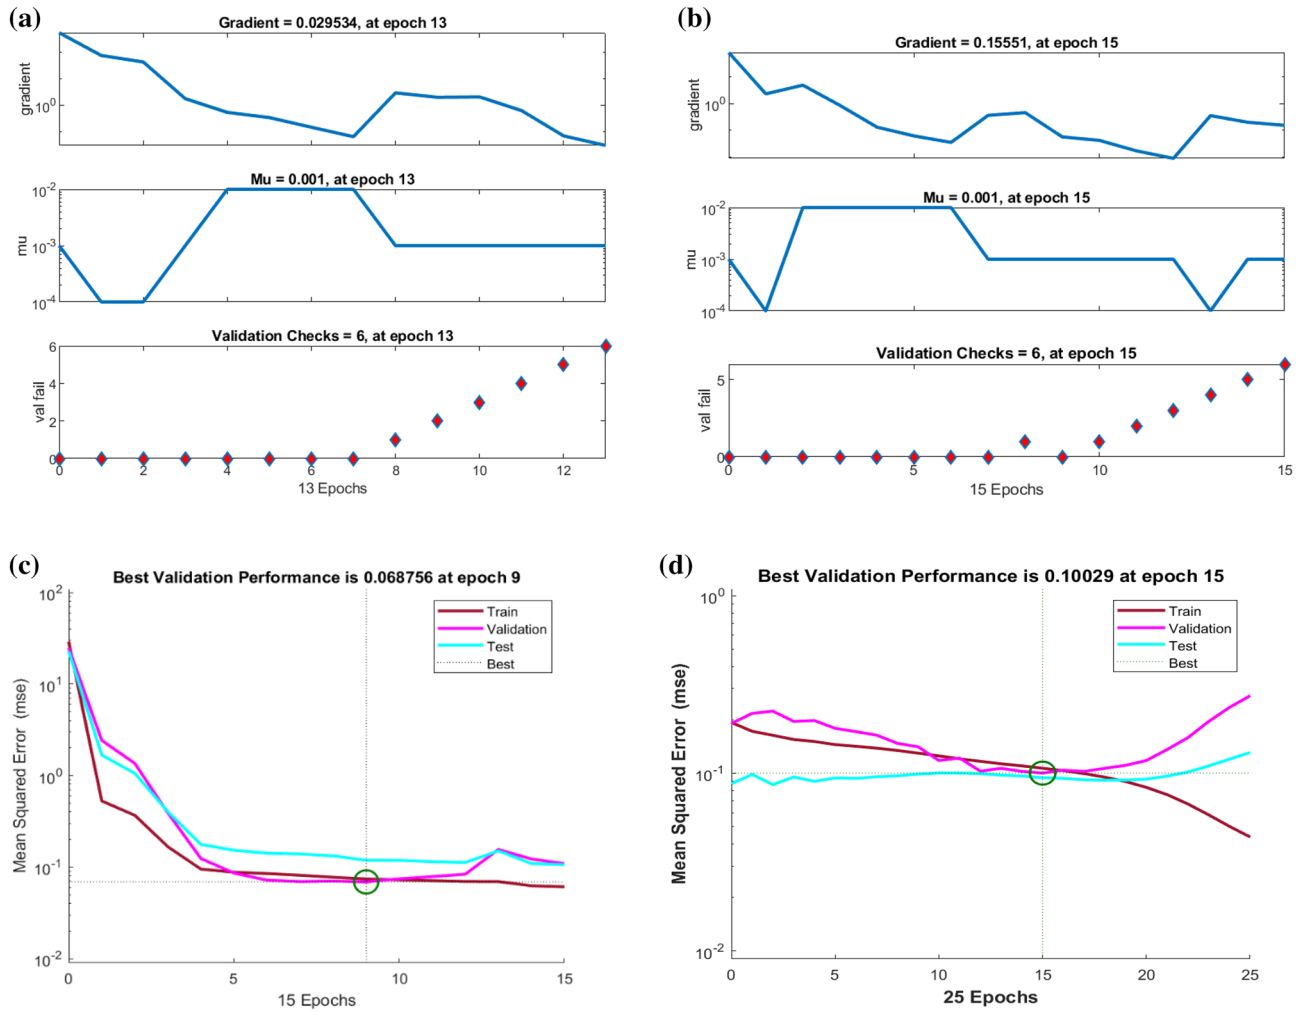 (a)
Gradient = 0.029534, at epoch 13
gradient
10^0
Mu = 0.001, at epoch 13
mu
10^-2
10^-3
10^-4
Validation Checks = 6, at epoch 13
val fail
6
4
2
0
0 2 4 6 8 10 12
13 Epochs
(b)
Gradient = 0.15551, at epoch 15
gradient
10^0
Mu = 0.001, at epoch 15
mu
10^-2
10^-3
10^-4
Validation Checks = 6, at epoch 15
val fail
5
0
0 5 10 15
15 Epochs
(c)
Best Validation Performance is 0.068756 at epoch 9
Mean Squared Error (mse)
10^2
10^1
10^0
10^-1
10^-2
Train
Validation
Test
Best
0 5 10 15
15 Epochs
(d)
Best Validation Performance is 0.10029 at epoch 15
Mean Squared Error (mse)
10^0
10^-1
10^-2
Train
Validation
Test
Best
0 5 10 15 20 25
25 Epochs